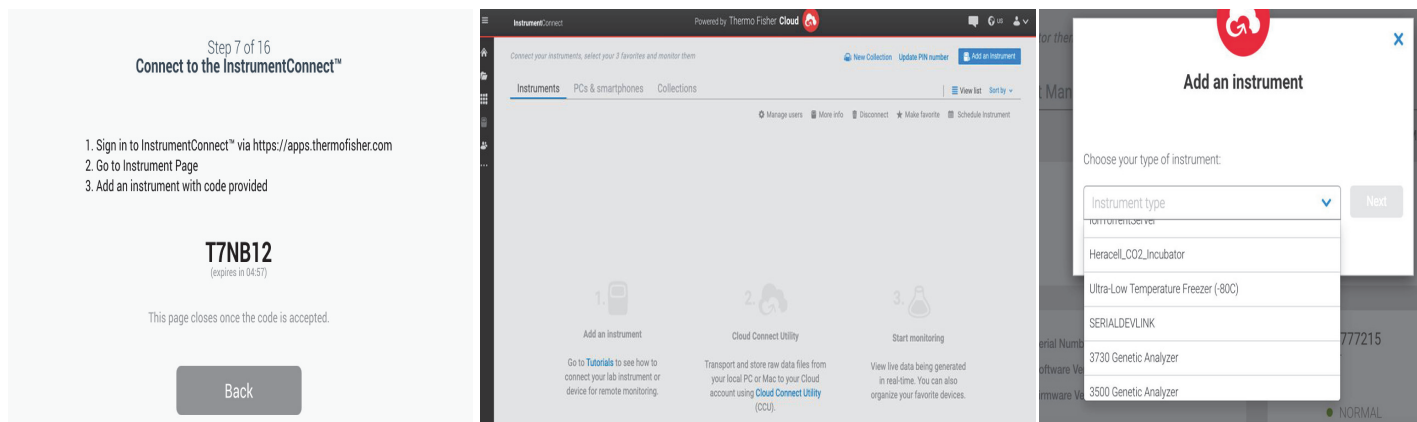 Step 7 of 16
Connect to the InstrumentConnect™
1. Sign in to InstrumentConnect™ via https://apps.thermofisher.com
2. Go to Instrument Page
3. Add an instrument with code provided
T7NB12
(expires in 04:57)
This page closes once the code is accepted.
Back
InstrumentConnect
Powered by Thermo Fisher Cloud
US
Connect your instruments, select your 3 favorites and monitor them
New Collection Update PIN number Add an instrument
Instruments PCs & smartphones Collections
View list Sort by
Manage users More info Disconnect Make favorite Schedule Instrument
1.
Add an instrument
Go to Tutorials to see how to
connect your lab instrument or
device for remote monitoring.
2.
Cloud Connect Utility
Transport and store raw data files from
your local PC or Mac to your Cloud
account using Cloud Connect Utility
(CCU).
3.
Start monitoring
View live data being generated
in real-time. You can also
organize your favorite devices.
Add an instrument
Choose your type of instrument:
Instrument type
Next
IonTorrentServer
Heracell_CO2_Incubator
Ultra-Low Temperature Freezer (-80C)
SERIALDEVLINK
3730 Genetic Analyzer
3500 Genetic Analyzer
777215
NORMAL